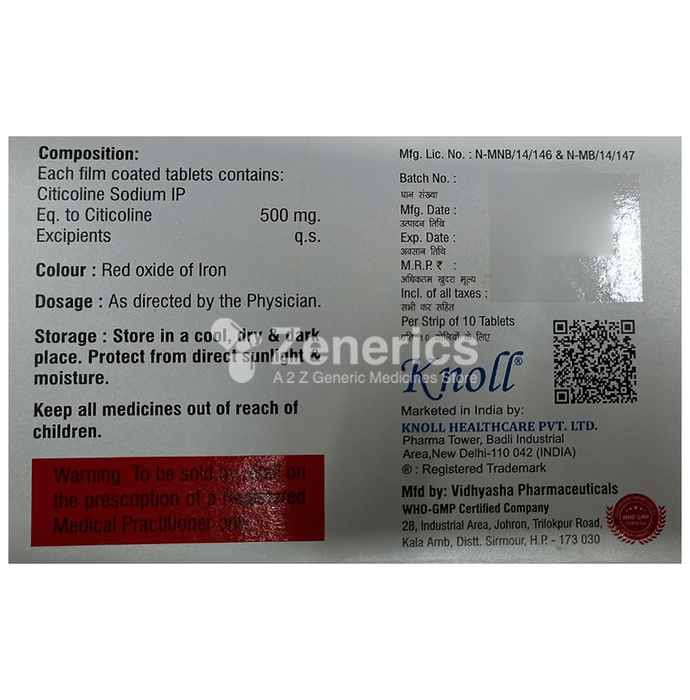 Composition:
Each film coated tablets contains:
Citicoline Sodium IP
Eq. to Citicoline 500 mg.
Excipients q.s.
Colour : Red oxide of Iron
Dosage : As directed by the Physician.
Storage : Store in a cool, dry & dark
place. Protect from direct sunlight &
moisture.
Keep all medicines out of reach of
children.
Warning: To be sold by retail on
the prescription of a Registered
Medical Practitioner only.
Mfg. Lic. No. : N-MNB/14/146 & N-MB/14/147
Batch No. :
घान संख्या
Mfg. Date :
उत्पादन तिथि
Exp. Date :
अवसान तिथि
M.R.P. ₹ :
अधिकतम खुदरा मूल्य
Incl. of all taxes :
सभी कर सहित
Per Strip of 10 Tablets
प्रति 10 गोलियों के लिए
Knoll®
Marketed in India by:
KNOLL HEALTHCARE PVT. LTD.
Pharma Tower, Badli Industrial
Area,New Delhi-110 042 (INDIA)
® : Registered Trademark
Mfd by: Vidhyasha Pharmaceuticals
WHO-GMP Certified Company
28, Industrial Area, Johron, Trilokpur Road,
Kala Amb, Distt. Sirmour, H.P. - 173 030
WHO GMP
Zenerics
A 2 Z Generic Medicines Store